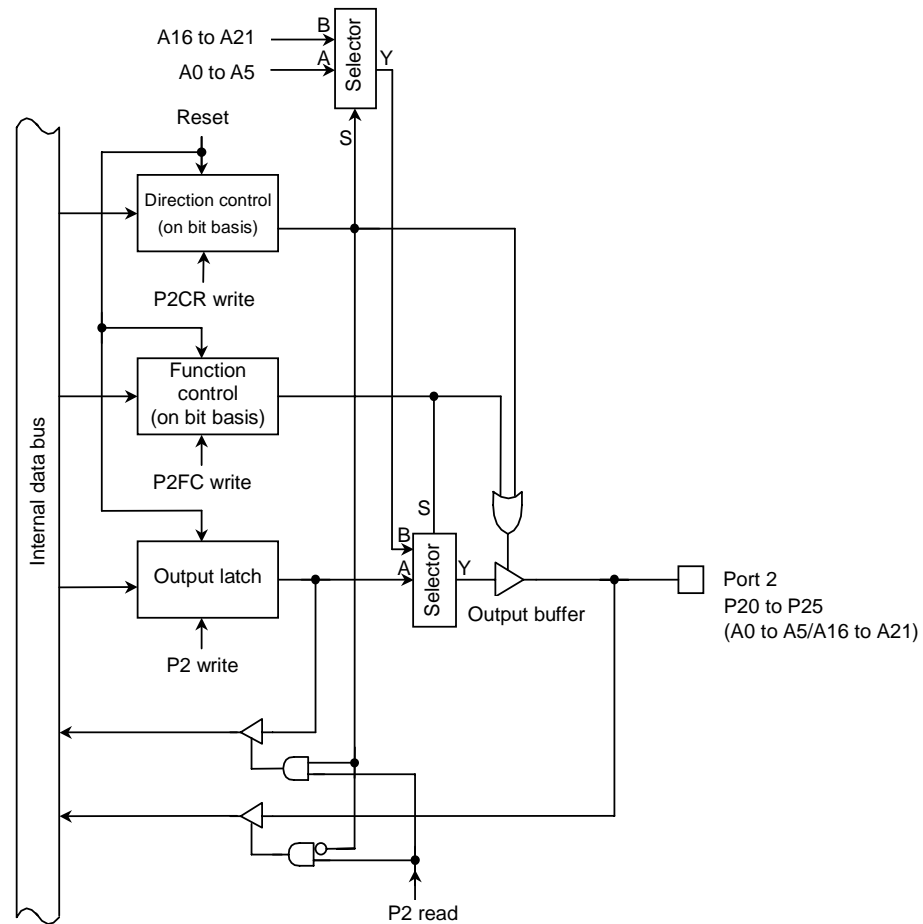 A16 to A21
B
A0 to A5
A
Selector
Y
S
Reset
Direction control
(on bit basis)
P2CR write
Function
control
(on bit basis)
P2FC write
Internal data bus
Output latch
P2 write
S
B
A
Selector
Y
Output buffer
Port 2
P20 to P25
(A0 to A5/A16 to A21)
P2 read